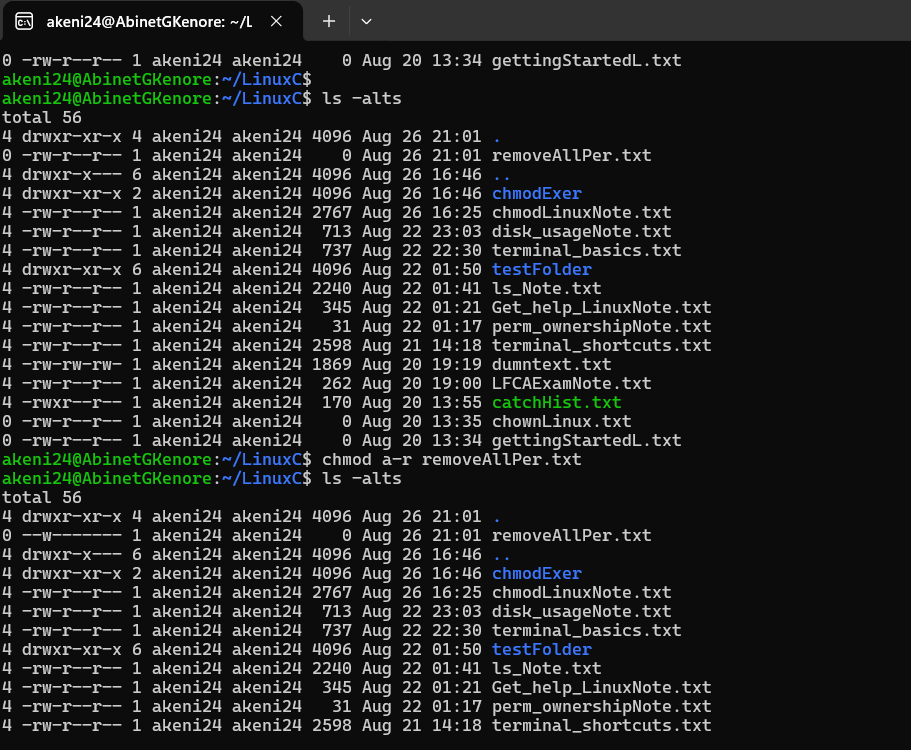 akeni24@AbinetGKenore: ~/L
0 -rw-r--r-- 1 akeni24 akeni24    0 Aug 20 13:34 gettingStartedL.txt
akeni24@AbinetGKenore:~/LinuxC$
akeni24@AbinetGKenore:~/LinuxC$ ls -alts
total 56
4 drwxr-xr-x 4 akeni24 akeni24 4096 Aug 26 21:01 .
0 -rw-r--r-- 1 akeni24 akeni24    0 Aug 26 21:01 removeAllPer.txt
4 drwxr-x--- 6 akeni24 akeni24 4096 Aug 26 16:46 ..
4 drwxr-xr-x 2 akeni24 akeni24 4096 Aug 26 16:46 chmodExer
4 -rw-r--r-- 1 akeni24 akeni24 2767 Aug 26 16:25 chmodLinuxNote.txt
4 -rw-r--r-- 1 akeni24 akeni24  713 Aug 22 23:03 disk_usageNote.txt
4 -rw-r--r-- 1 akeni24 akeni24  737 Aug 22 22:30 terminal_basics.txt
4 drwxr-xr-x 6 akeni24 akeni24 4096 Aug 22 01:50 testFolder
4 -rw-r--r-- 1 akeni24 akeni24 2240 Aug 22 01:41 ls_Note.txt
4 -rw-r--r-- 1 akeni24 akeni24  345 Aug 22 01:21 Get_help_LinuxNote.txt
4 -rw-r--r-- 1 akeni24 akeni24   31 Aug 22 01:17 perm_ownershipNote.txt
4 -rw-r--r-- 1 akeni24 akeni24 2598 Aug 21 14:18 terminal_shortcuts.txt
4 -rw-rw-rw- 1 akeni24 akeni24 1869 Aug 20 19:19 dumntext.txt
4 -rw-r--r-- 1 akeni24 akeni24  262 Aug 20 19:00 LFCAExamNote.txt
4 -rwxr--r-- 1 akeni24 akeni24  170 Aug 20 13:55 catchHist.txt
0 -rw-r--r-- 1 akeni24 akeni24    0 Aug 20 13:35 chownLinux.txt
0 -rw-r--r-- 1 akeni24 akeni24    0 Aug 20 13:34 gettingStartedL.txt
akeni24@AbinetGKenore:~/LinuxC$ chmod a-r removeAllPer.txt
akeni24@AbinetGKenore:~/LinuxC$ ls -alts
total 56
4 drwxr-xr-x 4 akeni24 akeni24 4096 Aug 26 21:01 .
0 --w------- 1 akeni24 akeni24    0 Aug 26 21:01 removeAllPer.txt
4 drwxr-x--- 6 akeni24 akeni24 4096 Aug 26 16:46 ..
4 drwxr-xr-x 2 akeni24 akeni24 4096 Aug 26 16:46 chmodExer
4 -rw-r--r-- 1 akeni24 akeni24 2767 Aug 26 16:25 chmodLinuxNote.txt
4 -rw-r--r-- 1 akeni24 akeni24  713 Aug 22 23:03 disk_usageNote.txt
4 -rw-r--r-- 1 akeni24 akeni24  737 Aug 22 22:30 terminal_basics.txt
4 drwxr-xr-x 6 akeni24 akeni24 4096 Aug 22 01:50 testFolder
4 -rw-r--r-- 1 akeni24 akeni24 2240 Aug 22 01:41 ls_Note.txt
4 -rw-r--r-- 1 akeni24 akeni24  345 Aug 22 01:21 Get_help_LinuxNote.txt
4 -rw-r--r-- 1 akeni24 akeni24   31 Aug 22 01:17 perm_ownershipNote.txt
4 -rw-r--r-- 1 akeni24 akeni24 2598 Aug 21 14:18 terminal_shortcuts.txt